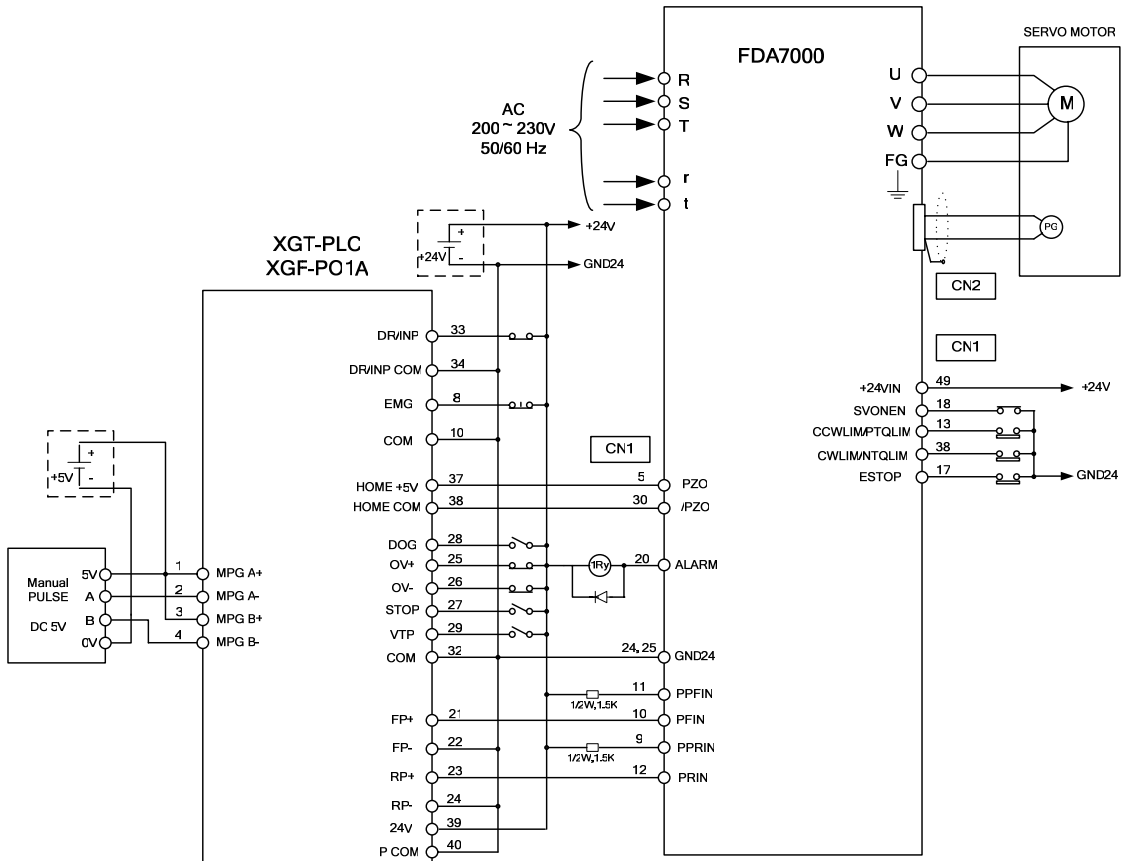 SERVO MOTOR
FDA7000
R
S
T
r
t
AC
200 ~ 230V
50/60 Hz
U
V
W
FG
M
PG
CN2
CN1
+24V
GND24
+
+24V
-
XGT-PLC
XGF-PO1A
DR/INP 33
DR/INP COM 34
EMG 8
COM 10
HOME +5V 37
HOME COM 38
DOG 28
OV+ 25
OV- 26
STOP 27
VTP 29
COM 32
FP+ 21
FP- 22
RP+ 23
RP- 24
24V 39
P COM 40
+
+5V
-
Manual
PULSE
DC 5V
5V 1 MPG A+
A 2 MPG A-
B 3 MPG B+
0V 4 MPG B-
CN1
5 PZO
30 /PZO
1Ry 20 ALARM
24, 25 GND24
11 PPFIN
1/2W,1.5K
10 PFIN
9 PPRIN
1/2W,1.5K
12 PRIN
+24VIN 49 +24V
SVONEN 18
CCWLIM/PTQLIM 13
CWLIM/NTQLIM 38
ESTOP 17 GND24